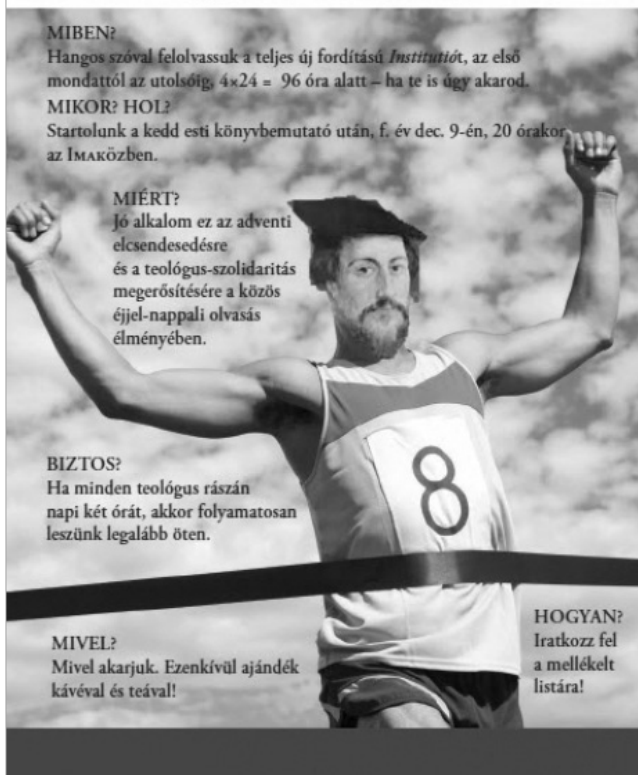 MIBEN?
Hangos szóval felolvassuk a teljes új fordítású Institutiót, az első
mondattól az utolsóig, 4×24 = 96 óra alatt – ha te is úgy akarod.
MIKOR? HOL?
Startolunk a kedd esti könyvbemutató után, f. év dec. 9-én, 20 órakor
az IMAKözben.
MIÉRT?
Jó alkalom ez az adventi
elcsendesedésre
és a teológus-szolidaritás
megerősítésére a közös
éjjel-nappali olvasás
élményében.
BIZTOS?
Ha minden teológus rászán
napi két órát, akkor folyamatosan
leszünk legalább öten.
8
MIVEL?
Mivel akarjuk. Ezenkívül ajándék
kávéval és teával!
HOGYAN?
Iratkozz fel
a mellékelt
listára!